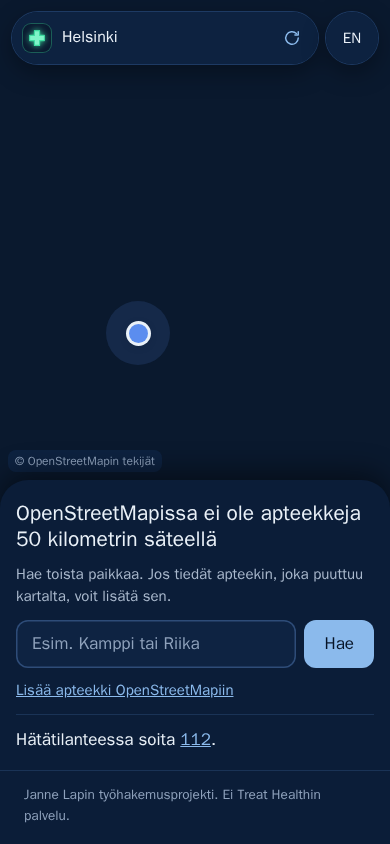 Helsinki
EN
© OpenStreetMapin tekijät
OpenStreetMapissa ei ole apteekkeja
50 kilometrin säteellä
Hae toista paikkaa. Jos tiedät apteekin, joka puuttuu
kartalta, voit lisätä sen.
Esim. Kamppi tai Riika
Hae
Lisää apteekki OpenStreetMapiin
Hätätilanteessa soita 112.
Janne Lapin työhakemusprojekti. Ei Treat Healthin
palvelu.